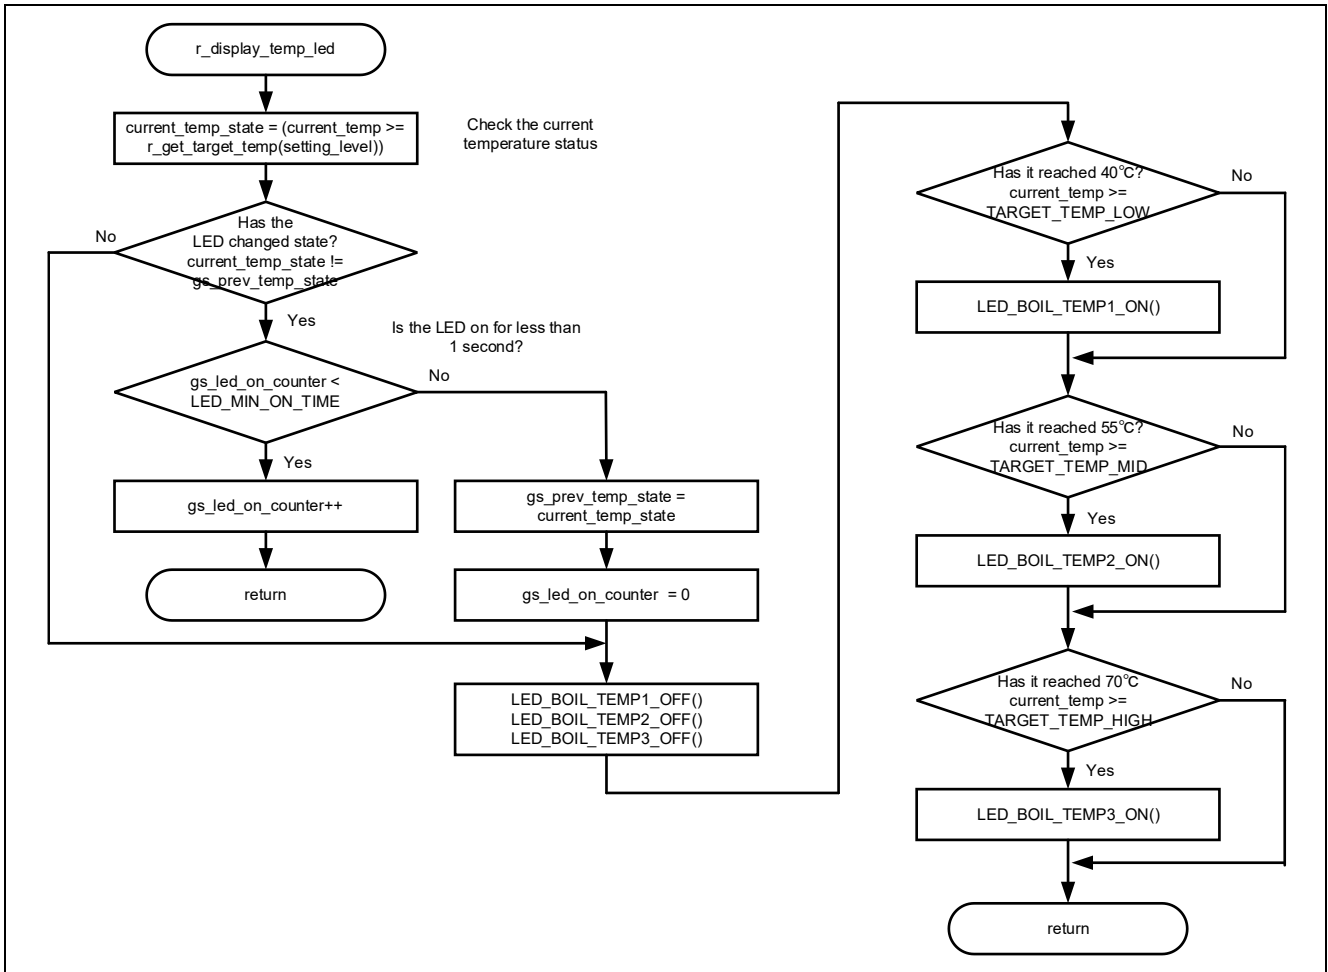 r_display_temp_led
current_temp_state = (current_temp >=
r_get_target_temp(setting_level))
Check the current
temperature status
Has the
LED changed state?
current_temp_state !=
gs_prev_temp_state
No
Yes
Is the LED on for less than
1 second?
gs_led_on_counter <
LED_MIN_ON_TIME
No
Yes
gs_led_on_counter++
return
gs_prev_temp_state =
current_temp_state
gs_led_on_counter = 0
LED_BOIL_TEMP1_OFF()
LED_BOIL_TEMP2_OFF()
LED_BOIL_TEMP3_OFF()
Has it reached 40°C?
current_temp >=
TARGET_TEMP_LOW
No
Yes
LED_BOIL_TEMP1_ON()
Has it reached 55°C?
current_temp >=
TARGET_TEMP_MID
No
Yes
LED_BOIL_TEMP2_ON()
Has it reached 70°C
current_temp >=
TARGET_TEMP_HIGH
No
Yes
LED_BOIL_TEMP3_ON()
return